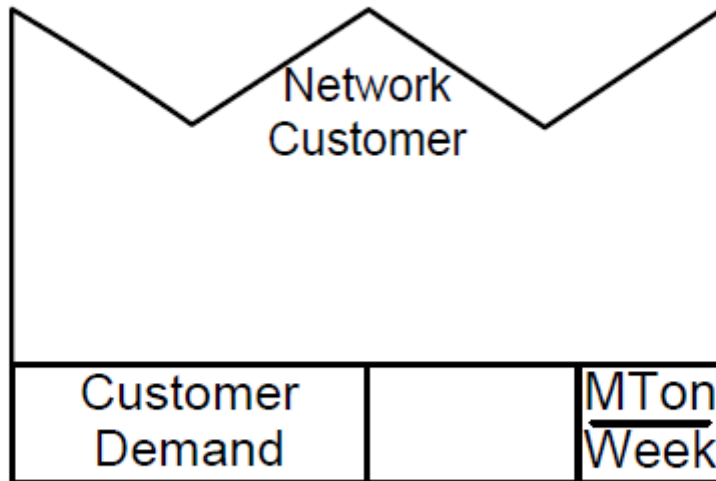 Network
Customer
Customer
Demand
MTon
Week